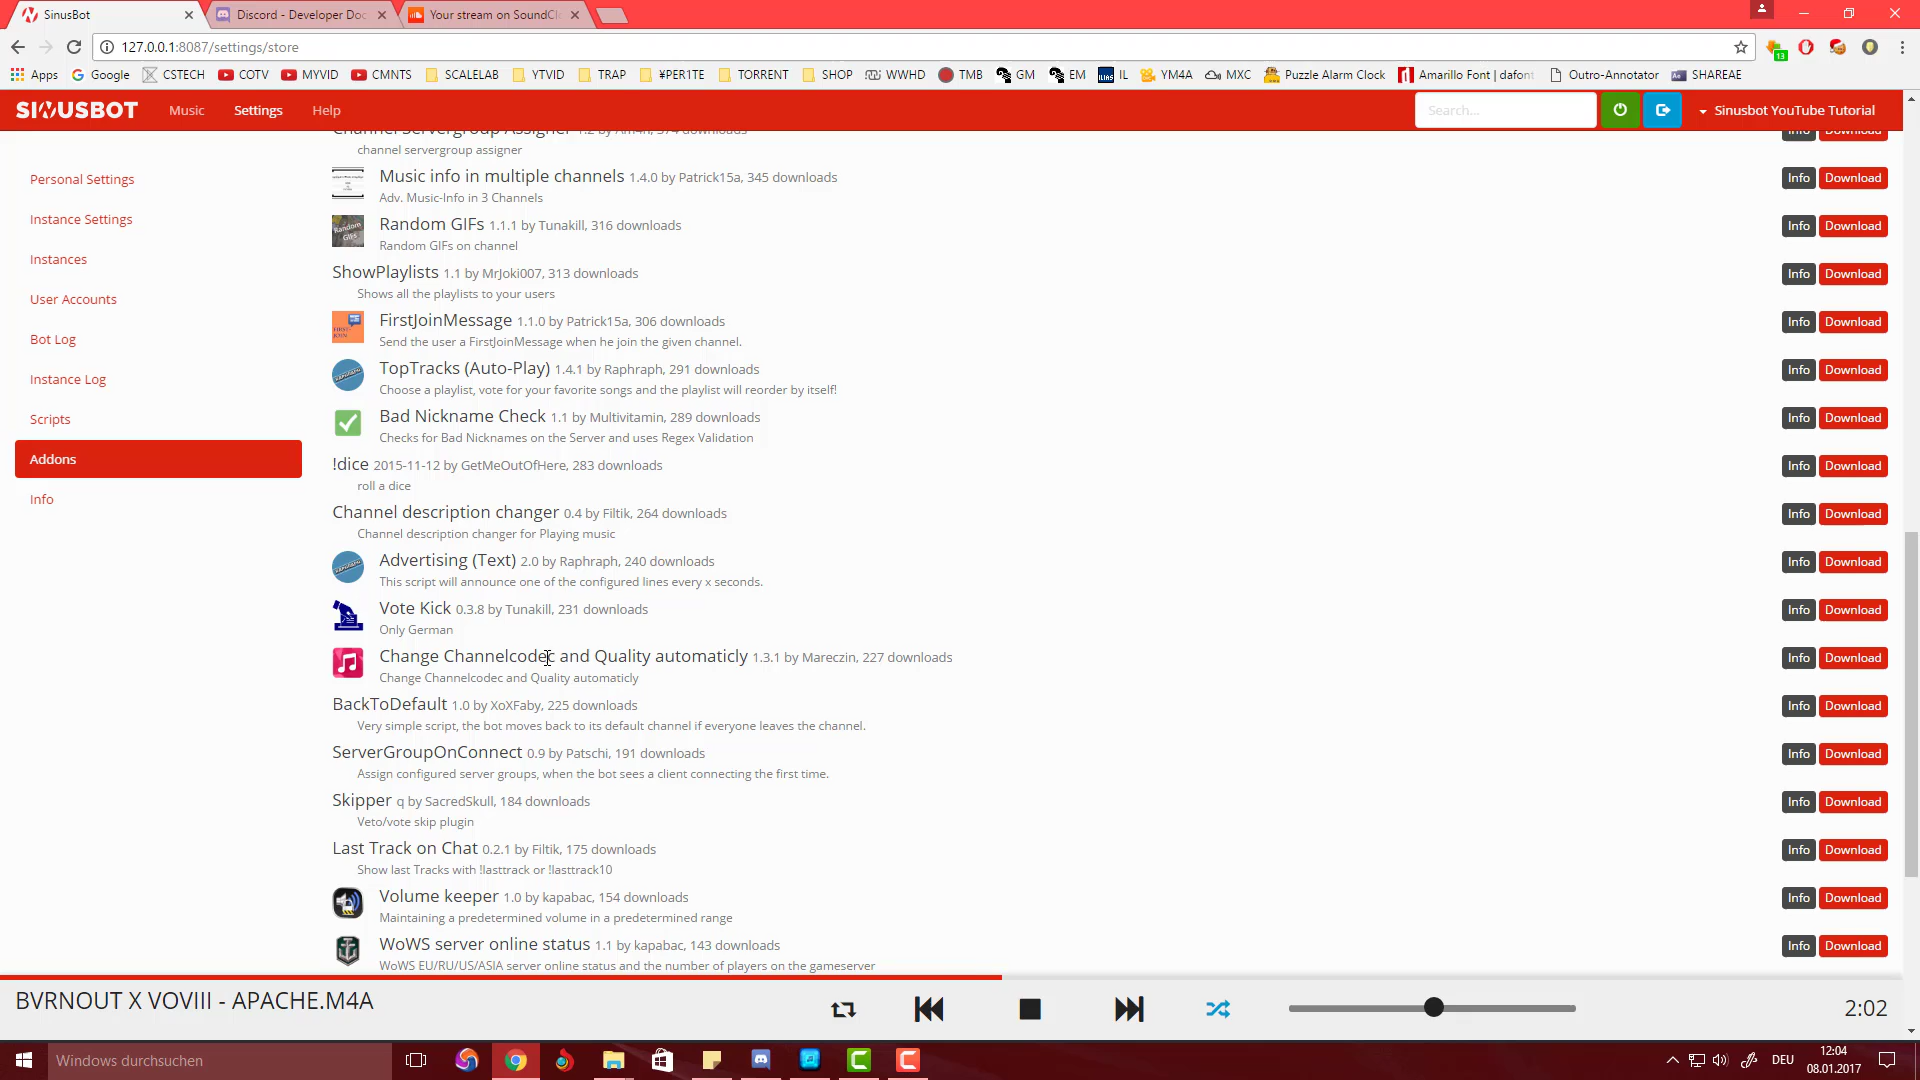 SinusBot
Discord - Developer Doc
Your stream on SoundCl
127.0.0.1:8087/settings/store
Apps
Google
CSTECH
COTV
MYVID
CMNTS
SCALELAB
YTVID
TRAP
¥PER1TE
TORRENT
SHOP
WWHD
TMB
GM
EM
IL
YM4A
MXC
Puzzle Alarm Clock
Amarillo Font | dafon
Outro-Annotator
SHAREAE
13
SINUSBOT
Music
Settings
Help
Search...
Sinusbot YouTube Tutorial
Personal Settings
Instance Settings
Instances
User Accounts
Bot Log
Instance Log
Scripts
Addons
Info
Channel Servergroup Assigner 1.2 by Am4n, 374 downloads
Info Download
channel servergroup assigner
Music info in multiple channels 1.4.0 by Patrick15a, 345 downloads
Info Download
Adv. Music-Info in 3 Channels
Random GIFs 1.1.1 by Tunakill, 316 downloads
Info Download
Random GIFs on channel
ShowPlaylists 1.1 by MrJoki007, 313 downloads
Info Download
Shows all the playlists to your users
FirstJoinMessage 1.1.0 by Patrick15a, 306 downloads
Info Download
Send the user a FirstJoinMessage when he join the given channel.
TopTracks (Auto-Play) 1.4.1 by Raphraph, 291 downloads
Info Download
Choose a playlist, vote for your favorite songs and the playlist will reorder by itself!
Bad Nickname Check 1.1 by Multivitamin, 289 downloads
Info Download
Checks for Bad Nicknames on the Server and uses Regex Validation
!dice 2015-11-12 by GetMeOutOfHere, 283 downloads
Info Download
roll a dice
Channel description changer 0.4 by Filtik, 264 downloads
Info Download
Channel description changer for Playing music
Advertising (Text) 2.0 by Raphraph, 240 downloads
Info Download
This script will announce one of the configured lines every x seconds.
Vote Kick 0.3.8 by Tunakill, 231 downloads
Info Download
Only German
Change Channelcodec and Quality automaticly 1.3.1 by Mareczin, 227 downloads
Info Download
Change Channelcodec and Quality automaticly
BackToDefault 1.0 by XoXFaby, 225 downloads
Info Download
Very simple script, the bot moves back to its default channel if everyone leaves the channel.
ServerGroupOnConnect 0.9 by Patschi, 191 downloads
Info Download
Assign configured server groups, when the bot sees a client connecting the first time.
Skipper q by SacredSkull, 184 downloads
Info Download
Veto/vote skip plugin
Last Track on Chat 0.2.1 by Filtik, 175 downloads
Info Download
Show last Tracks with !lasttrack or !lasttrack10
Volume keeper 1.0 by kapabac, 154 downloads
Info Download
Maintaining a predetermined volume in a predetermined range
WoWS server online status 1.1 by kapabac, 143 downloads
Info Download
WoWS EU/RU/US/ASIA server online status and the number of players on the gameserver
BVRNOUT X VOVIII - APACHE.M4A
2:02
Windows durchsuchen
DEU
12:04
08.01.2017